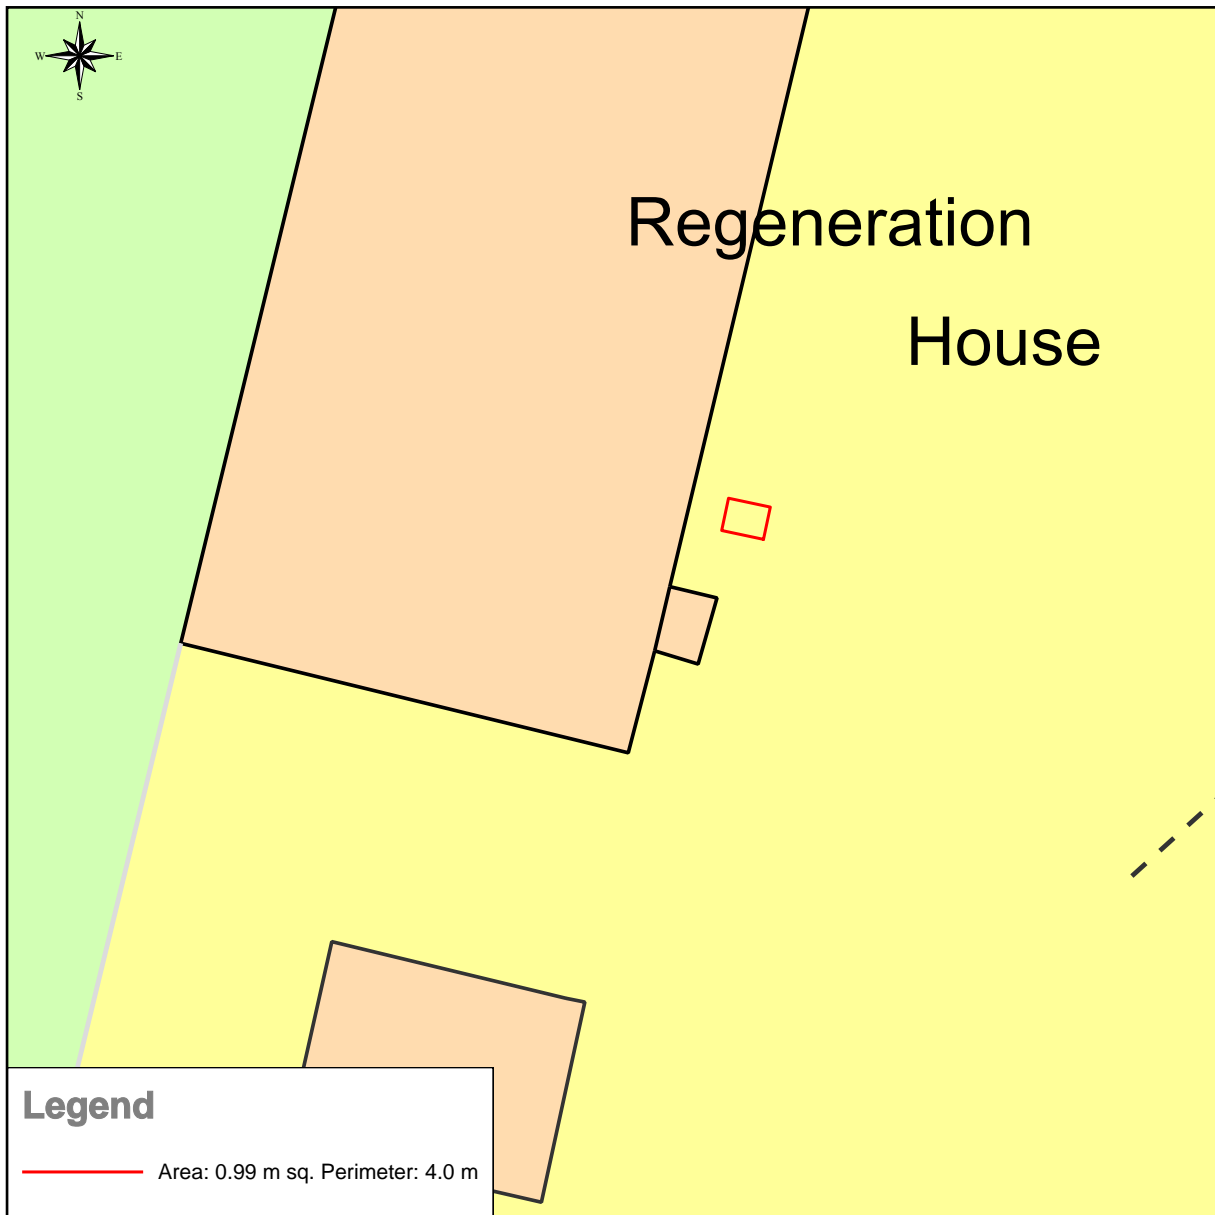 N
W E
S
Regeneration
House
Legend
Area: 0.99 m sq. Perimeter: 4.0 m